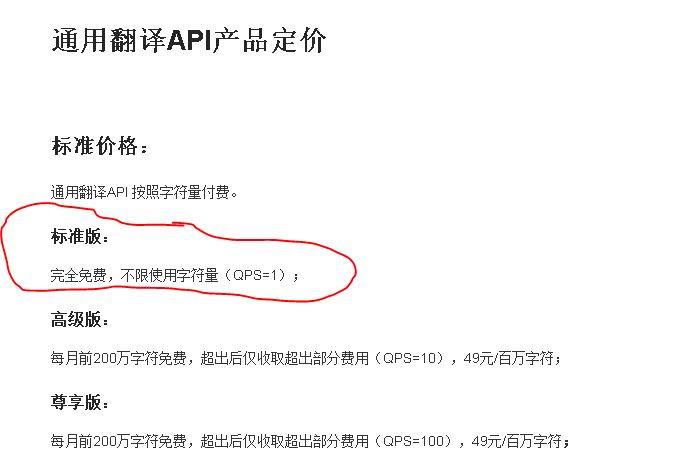 通用翻译API产品定价
标准价格：
通用翻译API 按照字符量付费。
标准版：
完全免费，不限使用字符量（QPS=1）；
高级版：
每月前200万字符免费，超出后仅收取超出部分费用（QPS=10），49元/百万字符；
尊享版：
每月前200万字符免费，超出后仅收取超出部分费用（QPS=100），49元/百万字符；